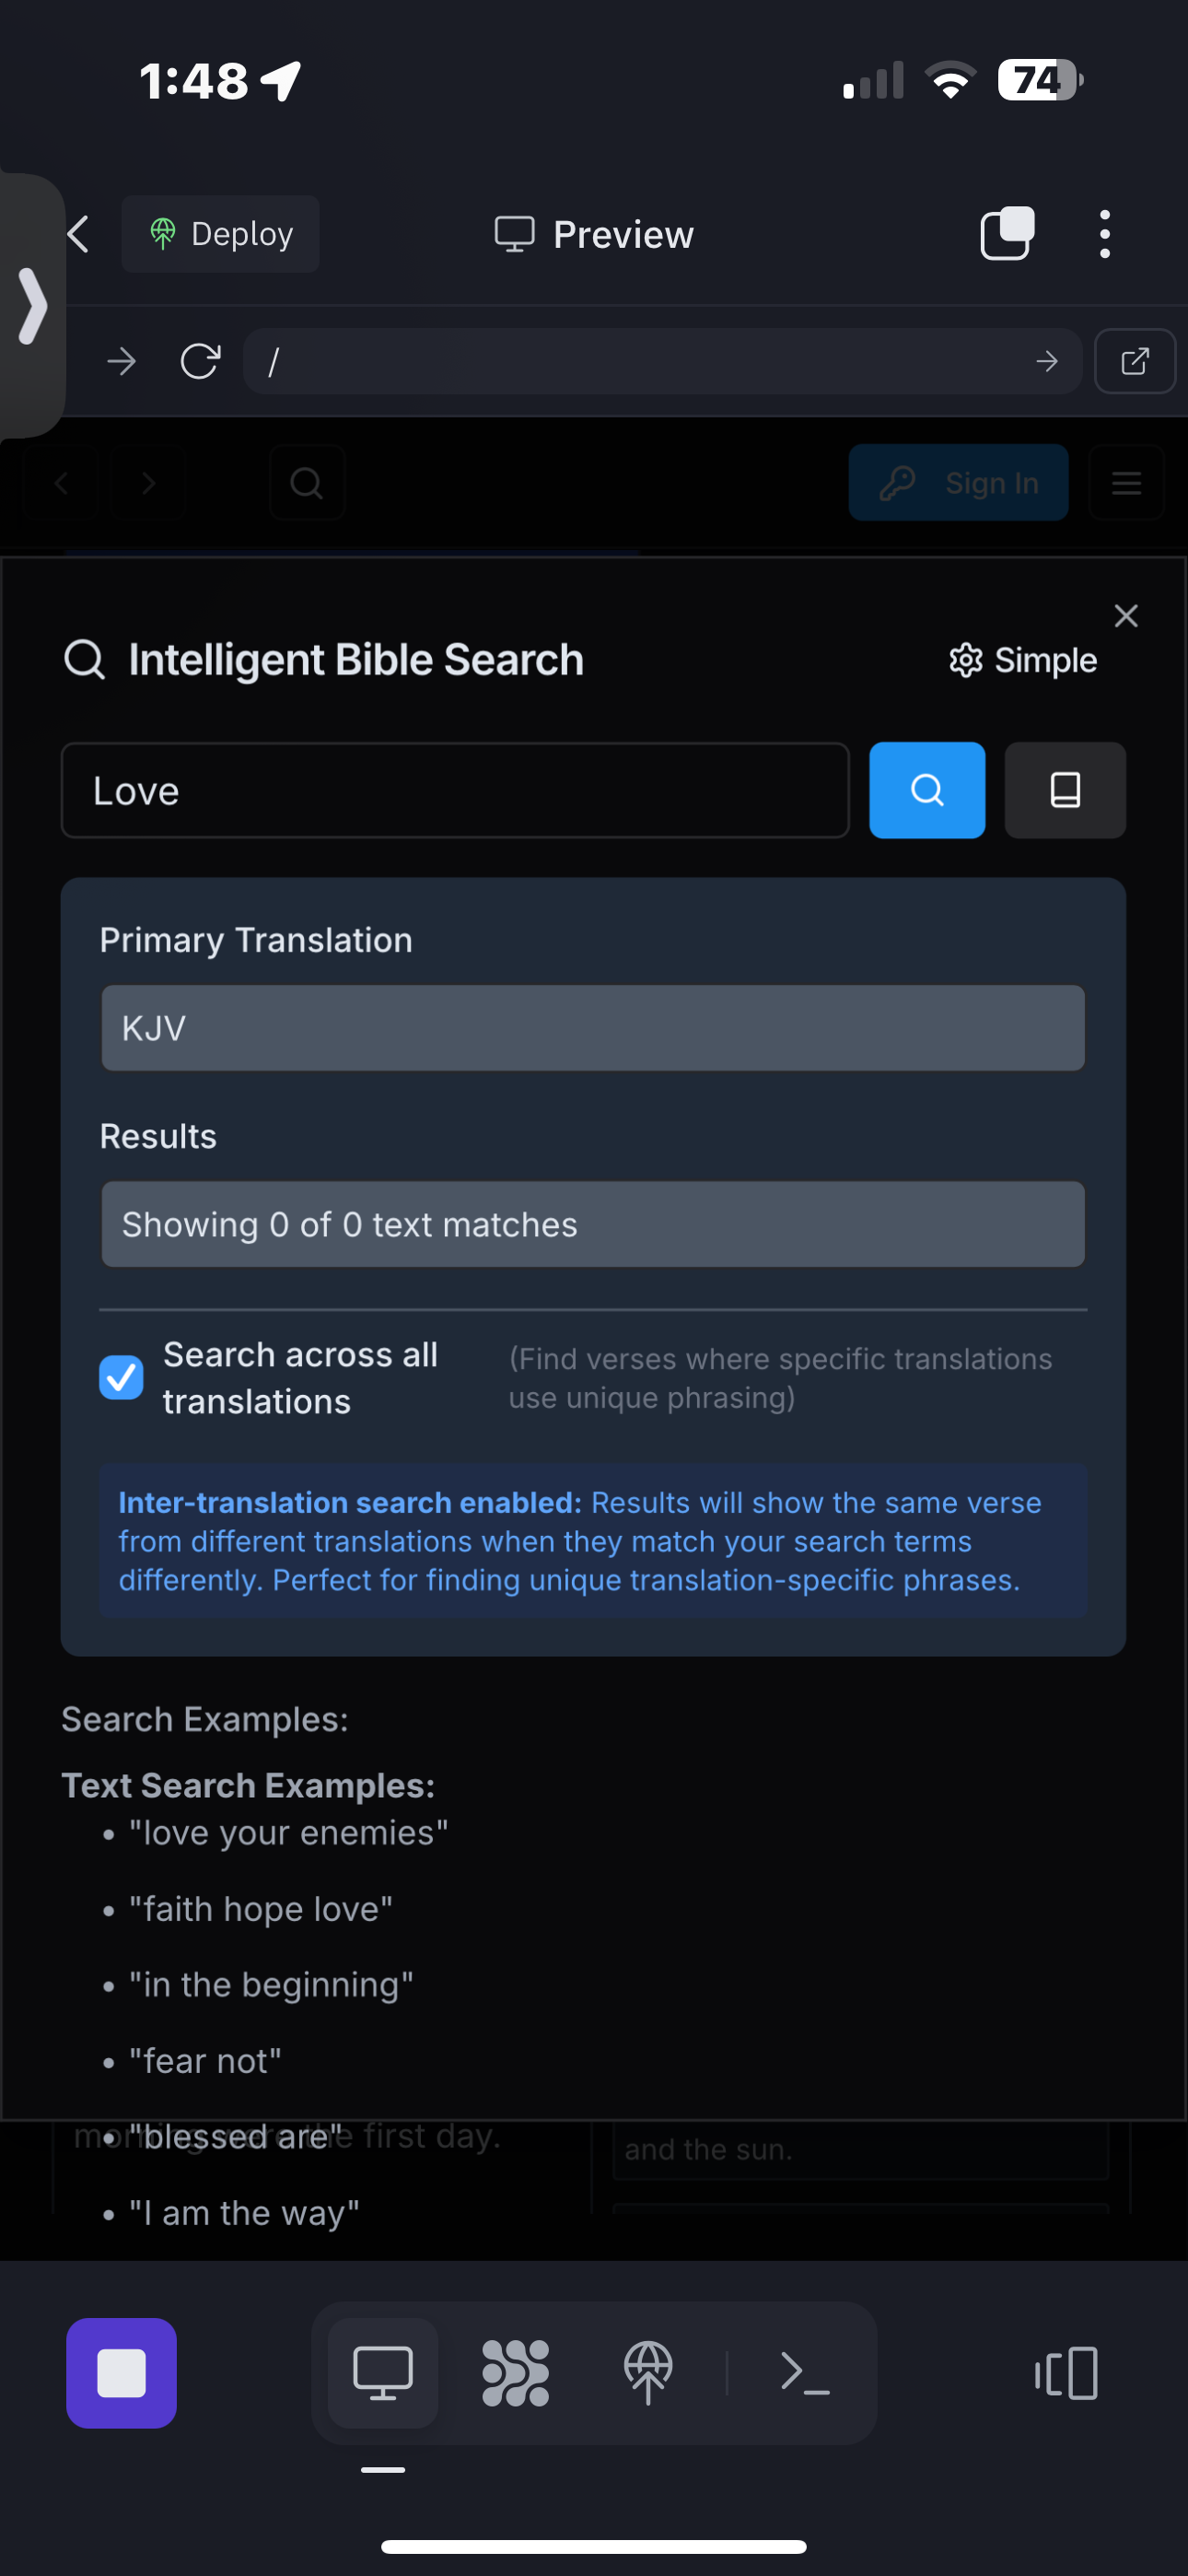 1:48
74
Deploy
Preview
/
Sign In
Intelligent Bible Search
Simple
Love
Primary Translation
KJV
Results
Showing 0 of 0 text matches
Search across all
translations
(Find verses where specific translations
use unique phrasing)
Inter-translation search enabled: Results will show the same verse
from different translations when they match your search terms
differently. Perfect for finding unique translation-specific phrases.
Search Examples:
Text Search Examples:
• "love your enemies"
• "faith hope love"
• "in the beginning"
• "fear not"
• "blessed are"
morning were the first day.
and the sun.
• "I am the way"